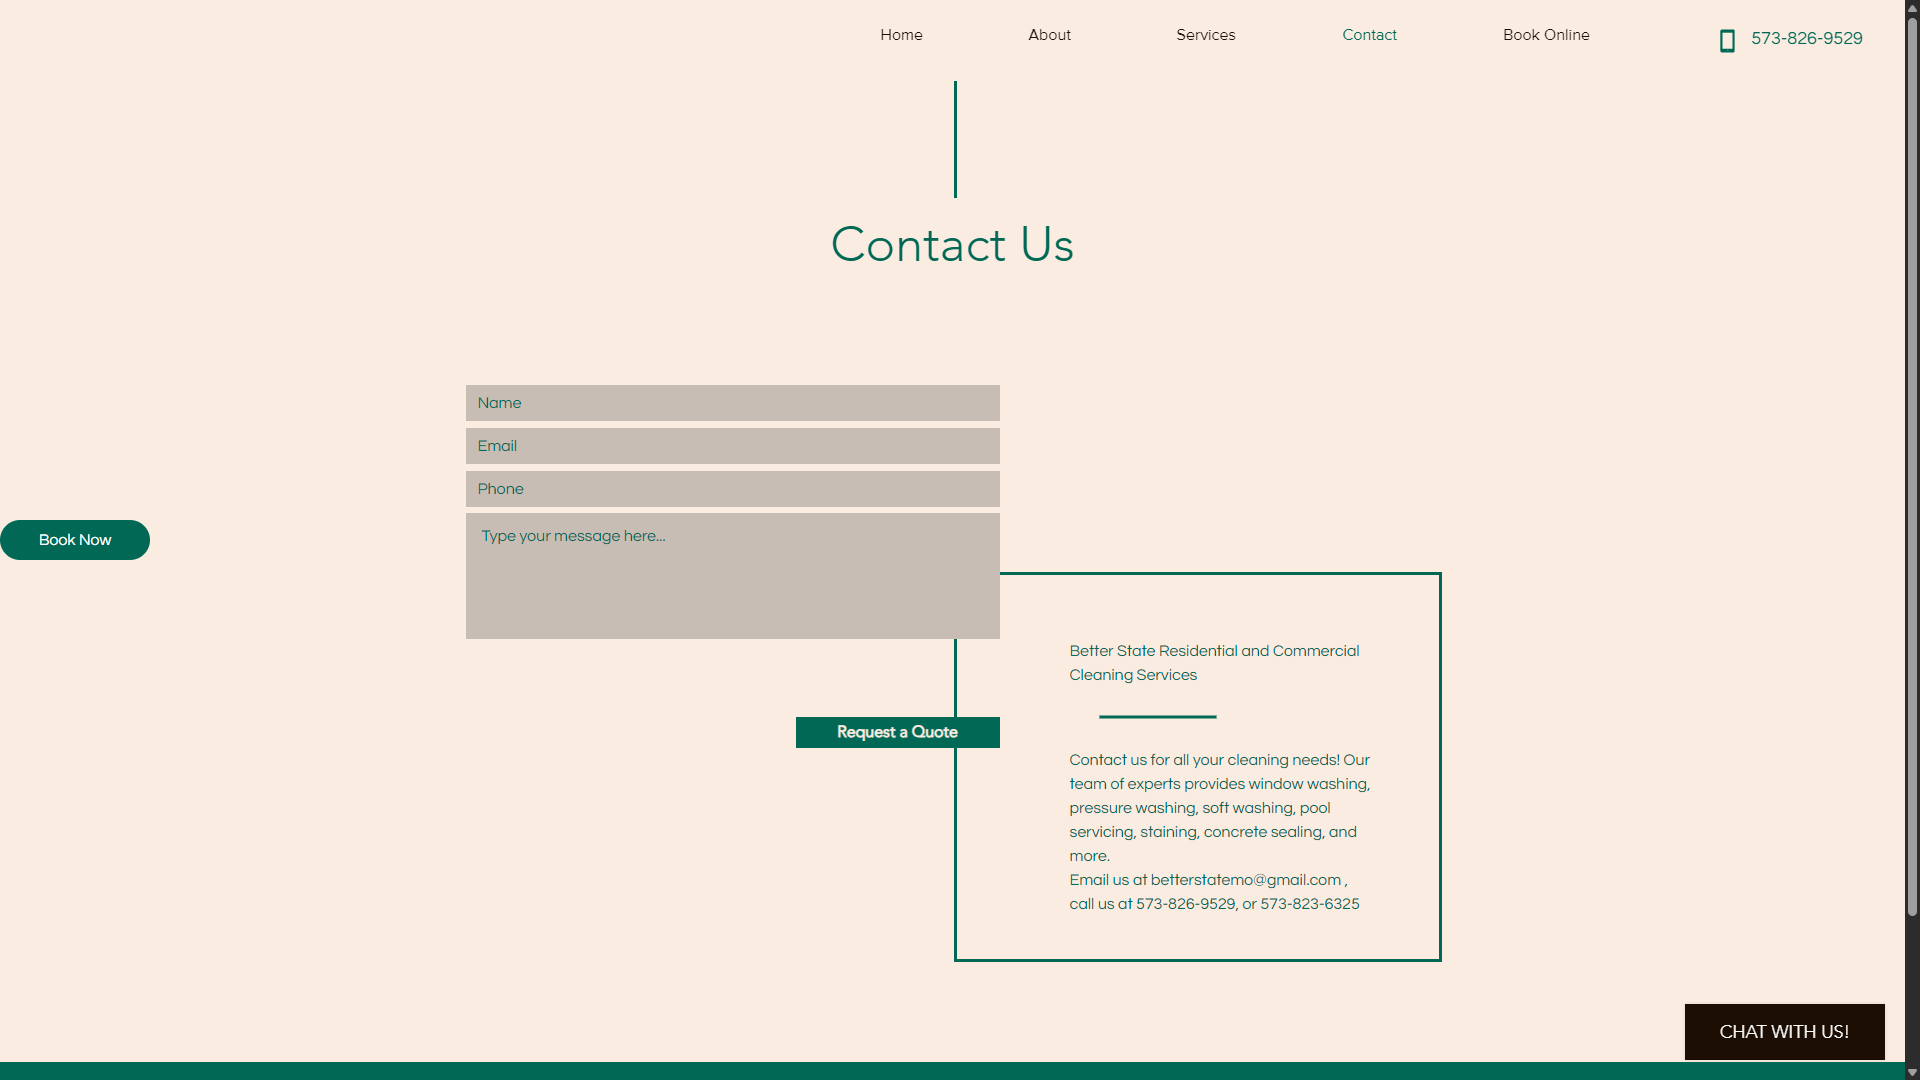 Home
About
Services
Contact
Book Online
573-826-9529
Contact Us
Name
Email
Phone
Type your message here...
Book Now
Request a Quote
Better State Residential and Commercial
Cleaning Services
Contact us for all your cleaning needs! Our
team of experts provides window washing,
pressure washing, soft washing, pool
servicing, staining, concrete sealing, and
more.
Email us at betterstatemo@gmail.com ,
call us at 573-826-9529, or 573-823-6325
CHAT WITH US!